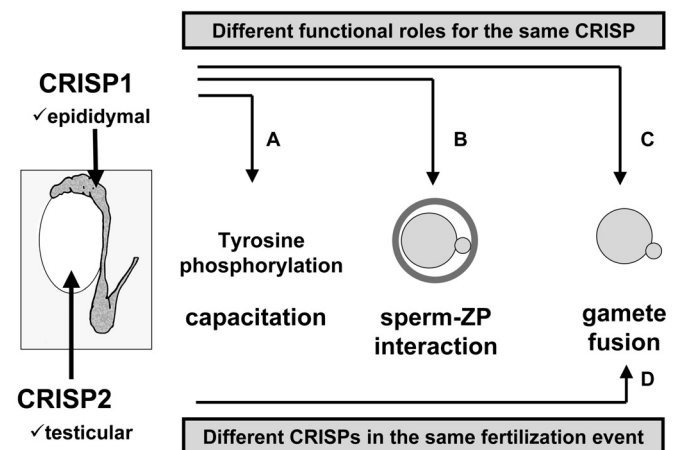 Different functional roles for the same CRISP
CRISP1
✓epididymal
A
B
C
Tyrosine
phosphorylation
capacitation
sperm-ZP
interaction
gamete
fusion
D
CRISP2
✓testicular
Different CRISPs in the same fertilization event